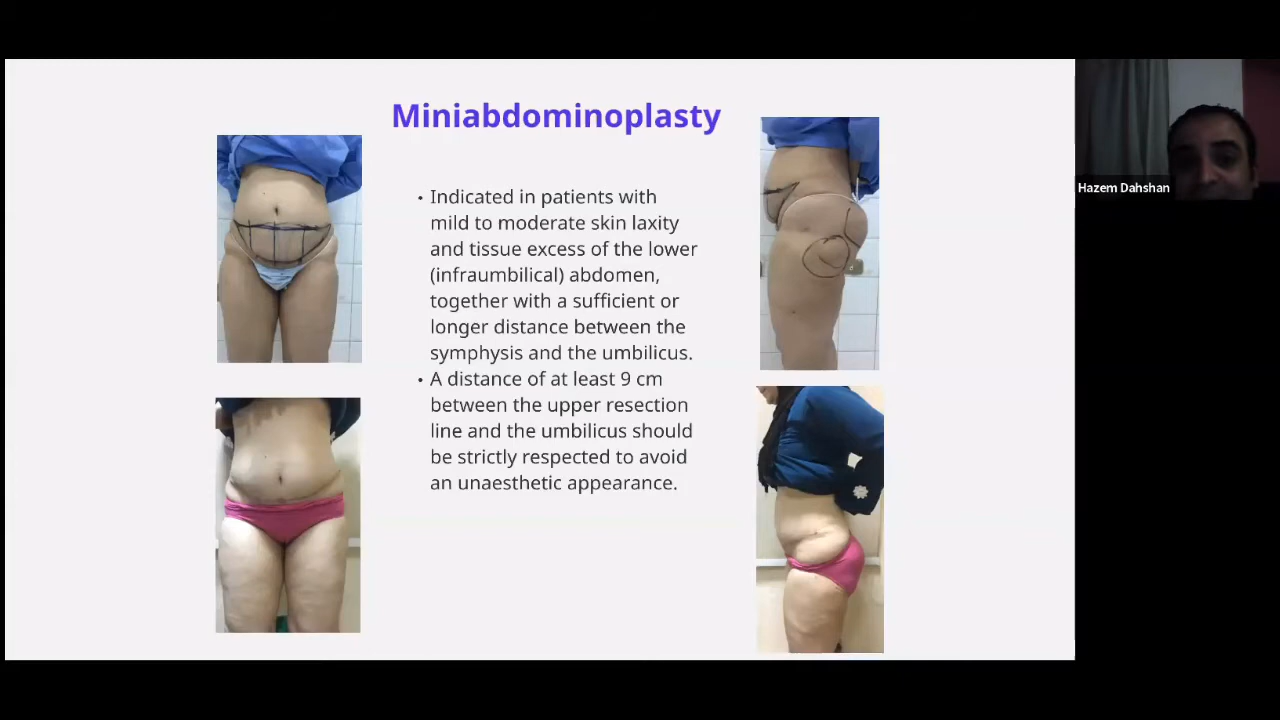 Miniabdominoplasty
• Indicated in patients with
mild to moderate skin laxity
and tissue excess of the lower
(infraumbilical) abdomen,
together with a sufficient or
longer distance between the
symphysis and the umbilicus.
• A distance of at least 9 cm
between the upper resection
line and the umbilicus should
be strictly respected to avoid
an unaesthetic appearance.
Hazem Dahshan